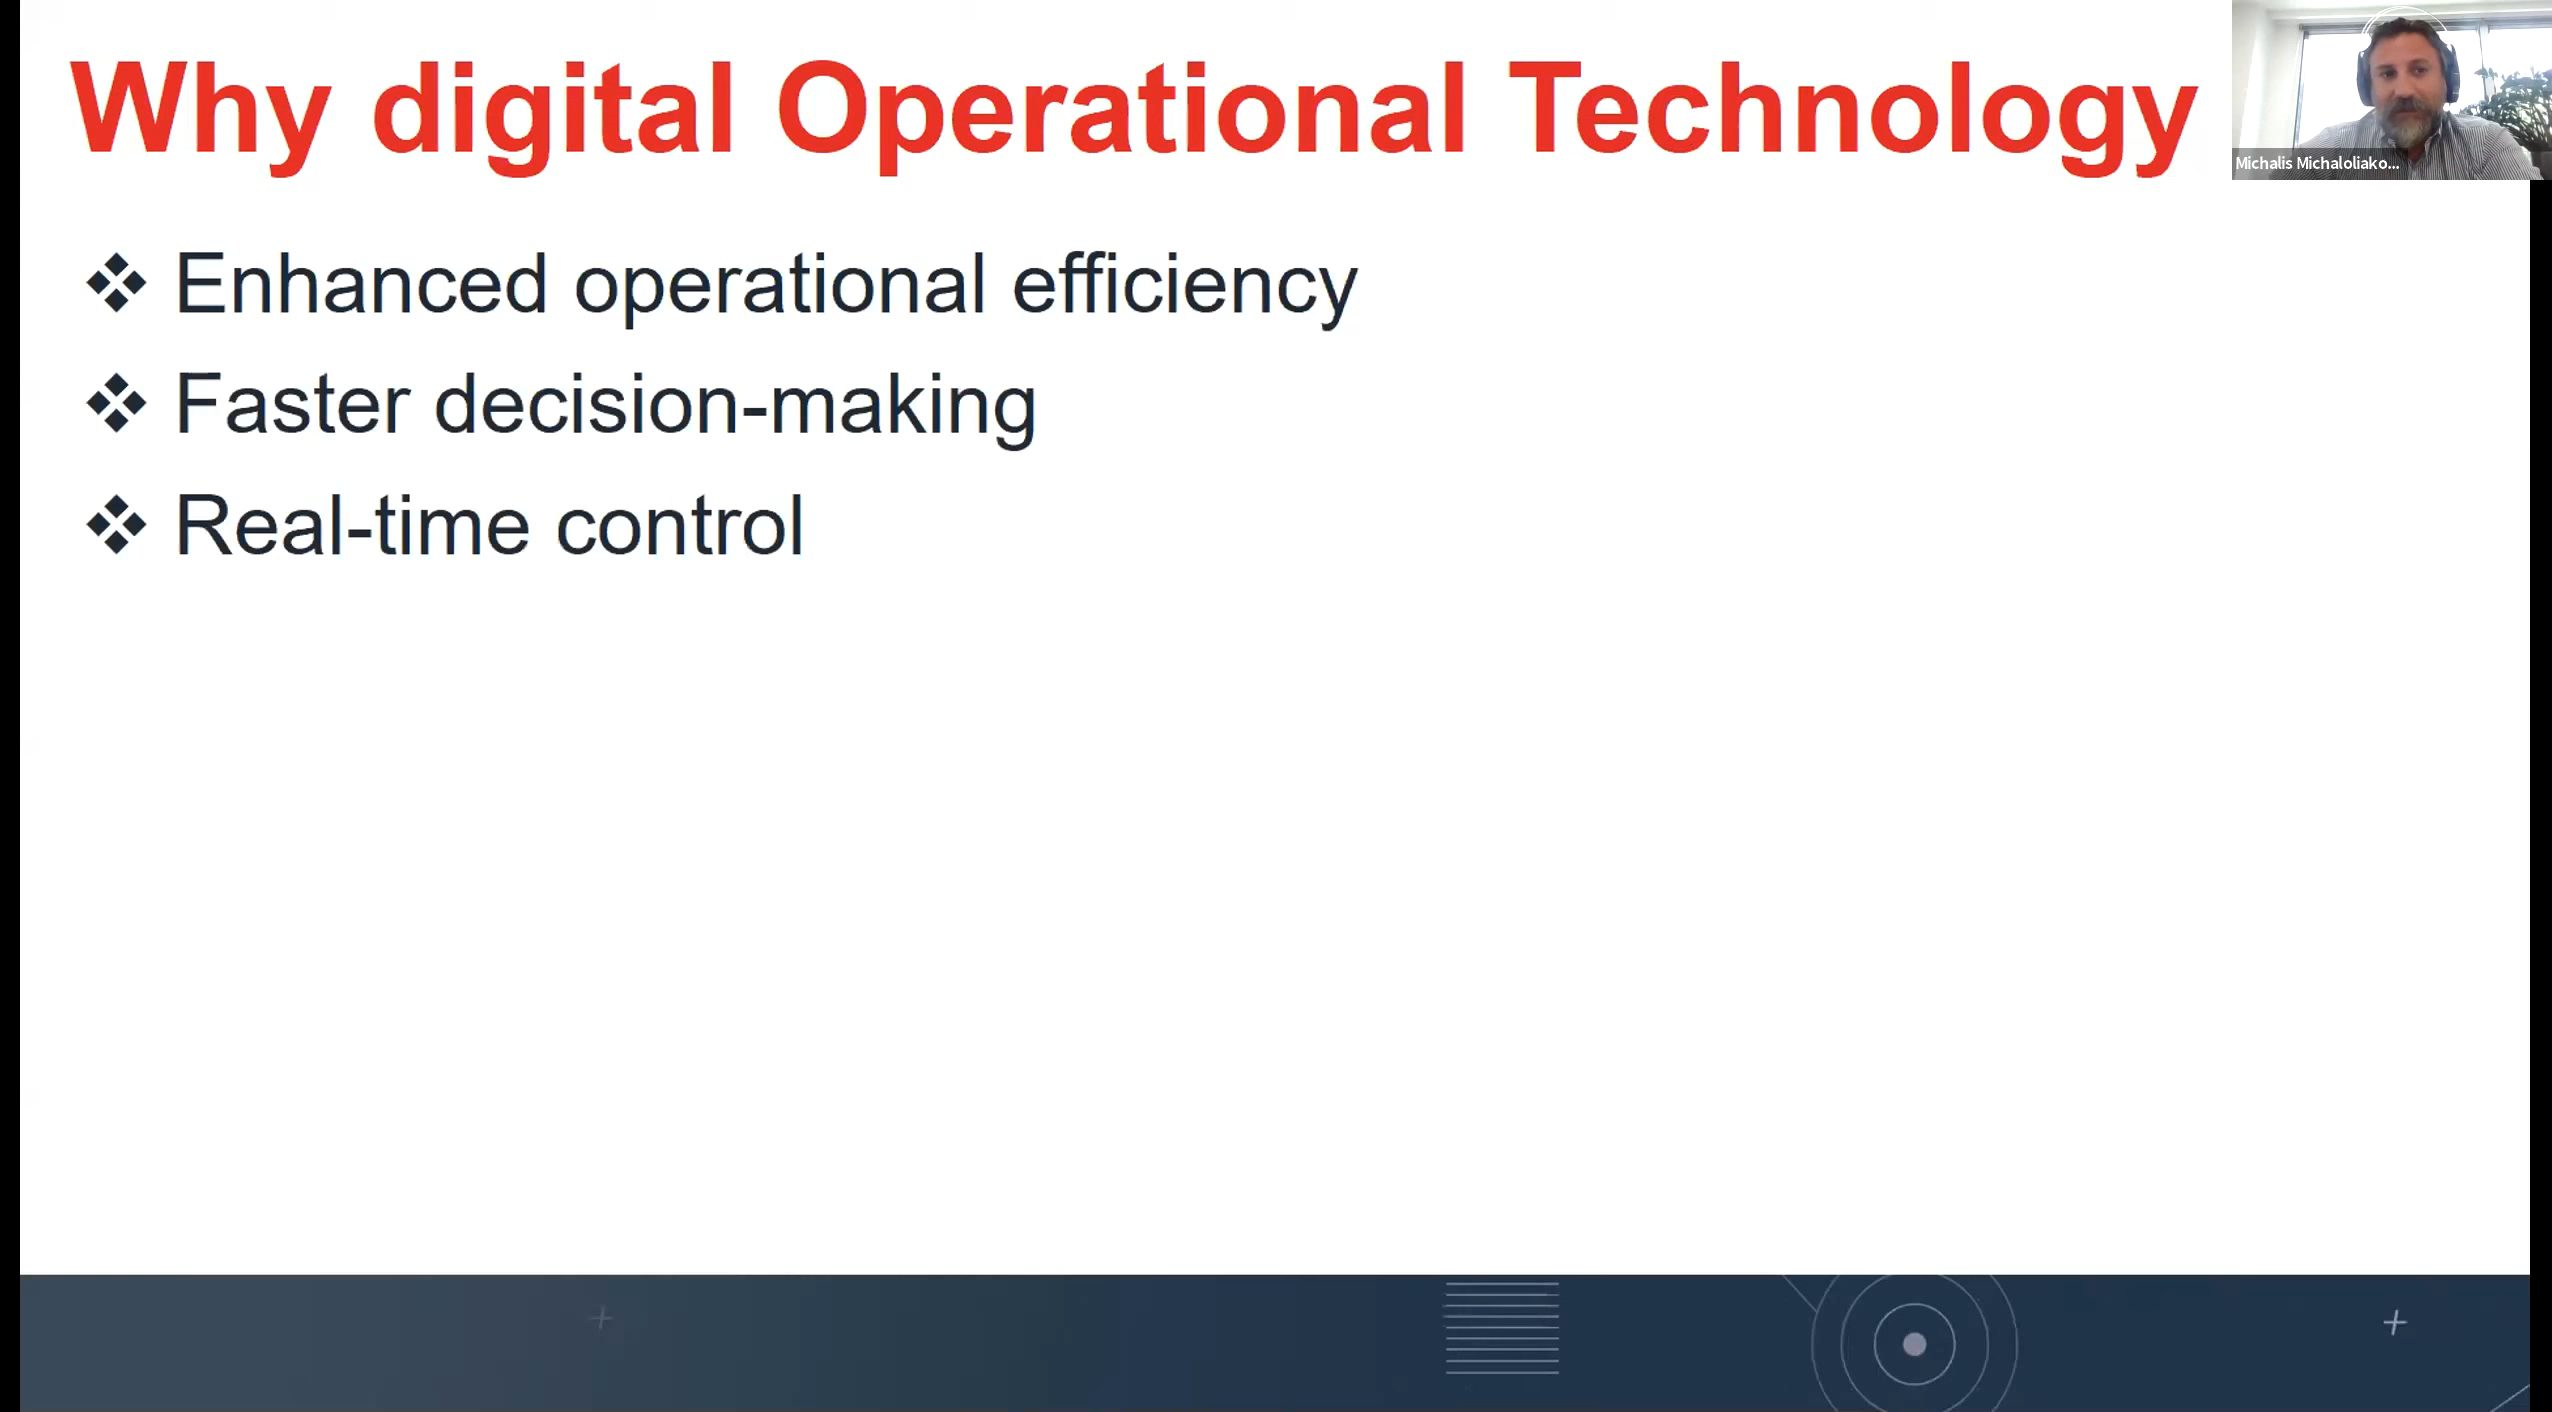 Why digital Operational Technology
Michalis Michaloliako...
❖ Enhanced operational efficiency
❖ Faster decision-making
❖ Real-time control